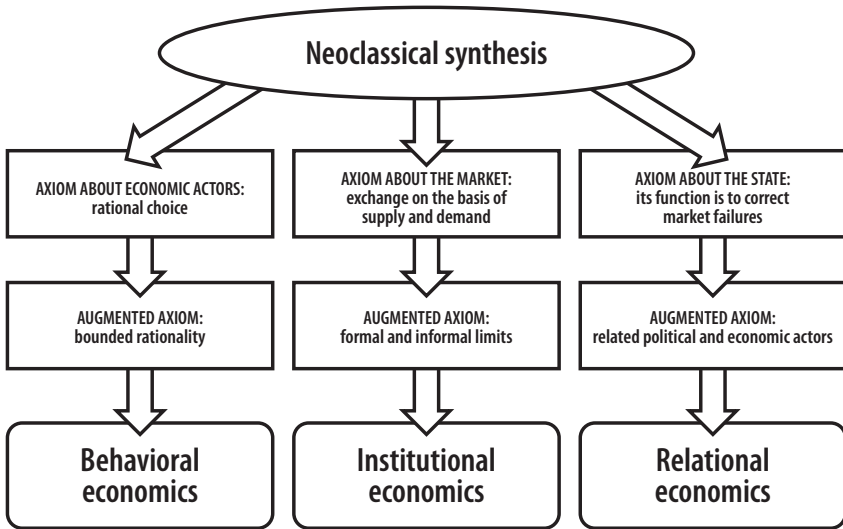 Neoclassical synthesis
AXIOM ABOUT ECONOMIC ACTORS:
rational choice
AXIOM ABOUT THE MARKET:
exchange on the basis of
supply and demand
AXIOM ABOUT THE STATE:
its function is to correct
market failures
AUGMENTED AXIOM:
bounded rationality
AUGMENTED AXIOM:
formal and informal limits
AUGMENTED AXIOM:
related political and economic actors
Behavioral
economics
Institutional
economics
Relational
economics